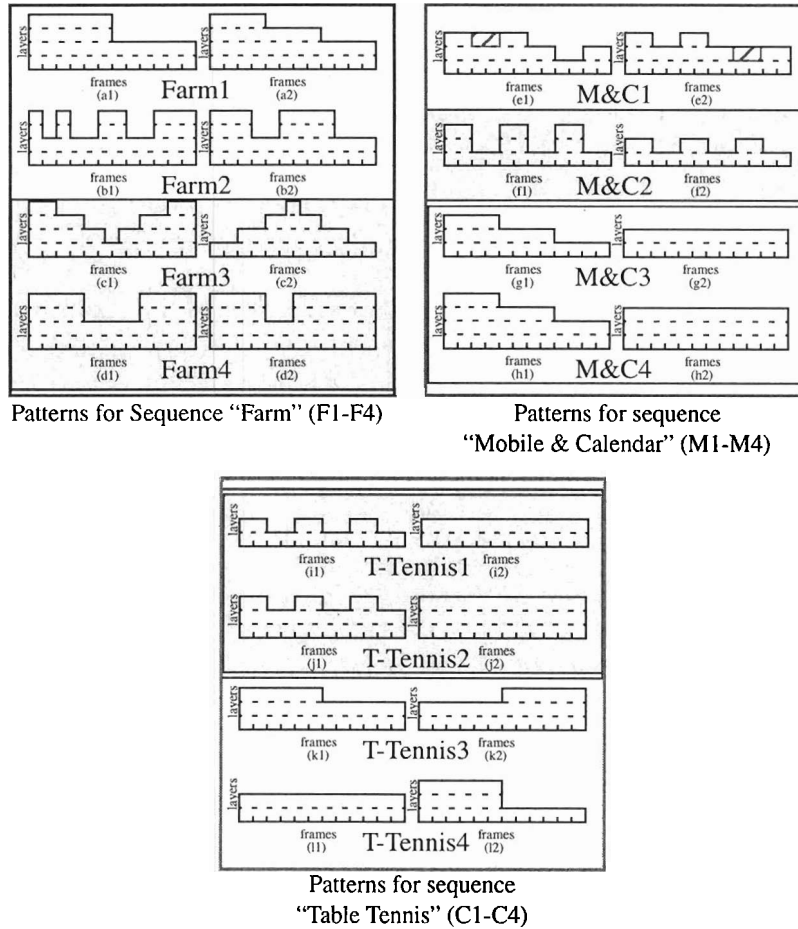 layers layers
frames frames
(a1) Farm1 (a2)
layers layers
frames frames
(b1) Farm2 (b2)
layers layers
frames frames
(c1) Farm3 (c2)
layers layers
frames frames
(d1) Farm4 (d2)
Patterns for Sequence “Farm” (F1-F4)
layers layers
frames frames
(e1) M&C1 (e2)
layers layers
frames frames
(f1) M&C2 (f2)
layers layers
frames frames
(g1) M&C3 (g2)
layers layers
frames frames
(h1) M&C4 (h2)
Patterns for sequence
“Mobile & Calendar” (M1-M4)
layers layers
frames frames
(i1) T-Tennis1 (i2)
layers layers
frames frames
(j1) T-Tennis2 (j2)
layers layers
frames frames
(k1) T-Tennis3 (k2)
layers layers
frames frames
(l1) T-Tennis4 (l2)
Patterns for sequence
“Table Tennis” (C1-C4)